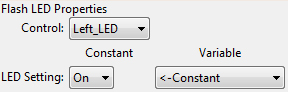 Flash LED Properties
Control: Left_LED
Constant Variable
LED Setting: On <-Constant